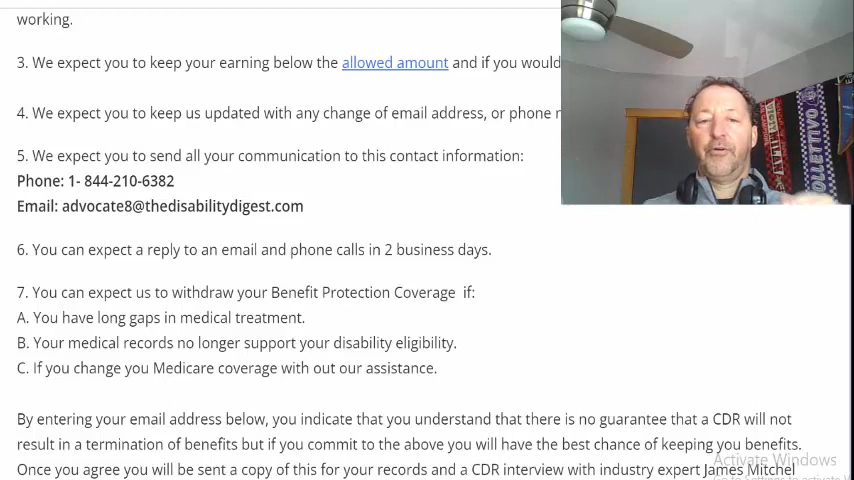 working.
3. We expect you to keep your earning below the allowed amount and if you would
4. We expect you to keep us updated with any change of email address, or phone
5. We expect you to send all your communication to this contact information:
Phone: 1- 844-210-6382
Email: advocate8@thedisabilitydigest.com
6. You can expect a reply to an email and phone calls in 2 business days.
7. You can expect us to withdraw your Benefit Protection Coverage if:
A. You have long gaps in medical treatment.
B. Your medical records no longer support your disability eligibility.
C. If you change you Medicare coverage with out our assistance.
By entering your email address below, you indicate that you understand that there is no guarantee that a CDR will not
result in a termination of benefits but if you commit to the above you will have the best chance of keeping you benefits.
Once you agree you will be sent a copy of this for your records and a CDR interview with industry expert James Mitchel
Activate Windows